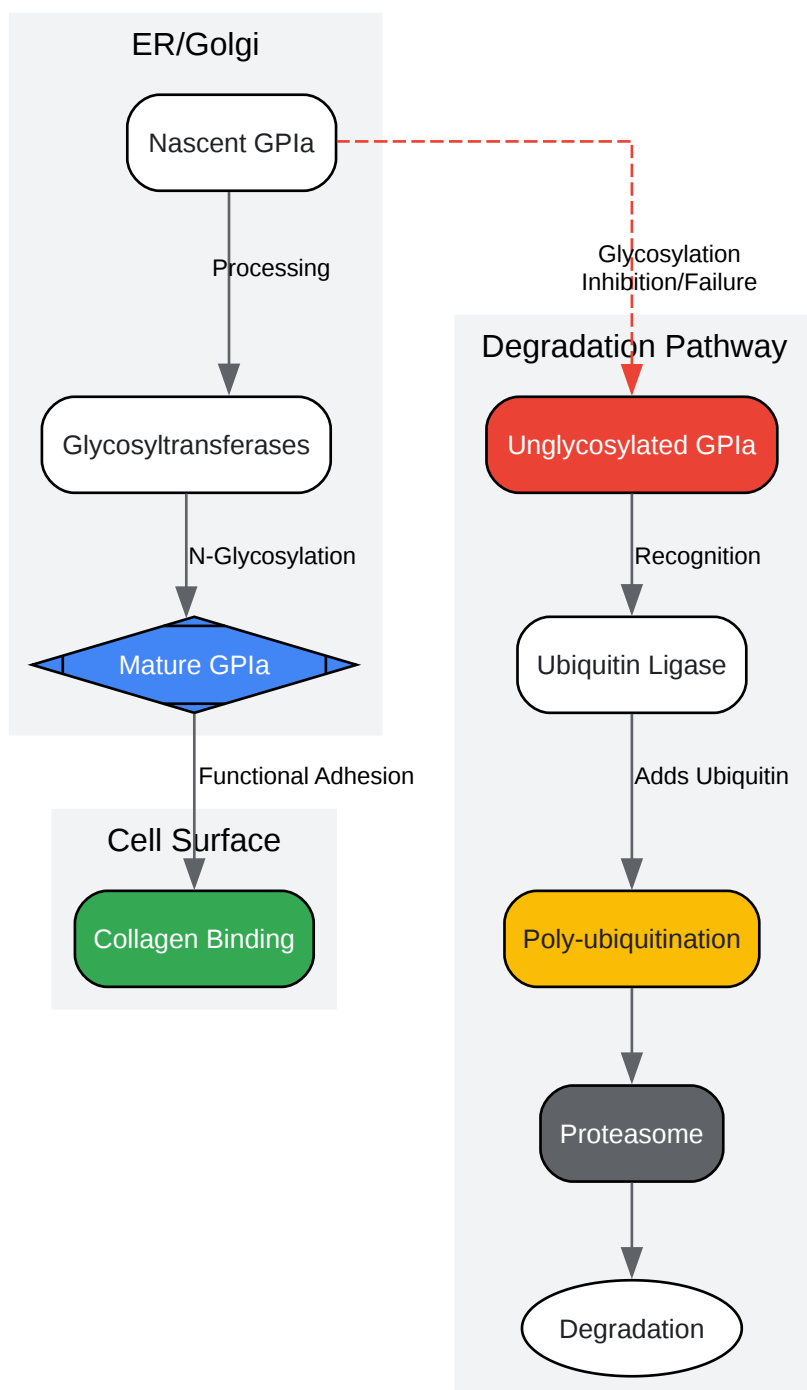 ER/Golgi
Nascent GPIa
Processing
Glycosyltransferases
N-Glycosylation
Mature GPIa
Functional Adhesion
Cell Surface
Collagen Binding
Glycosylation
Inhibition/Failure
Degradation Pathway
Unglycosylated GPIa
Recognition
Ubiquitin Ligase
Adds Ubiquitin
Poly-ubiquitination
Proteasome
Degradation